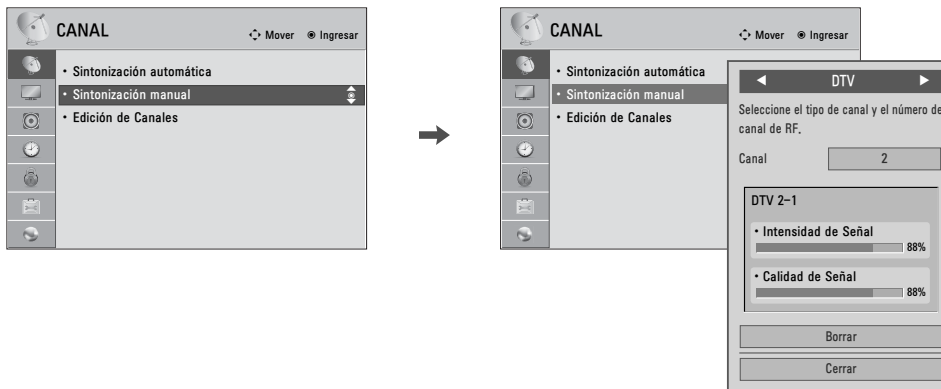 CANAL
Mover Ingresar
• Sintonización automática
• Sintonización manual
• Edición de Canales
CANAL
Mover Ingresar
• Sintonización automática
• Sintonización manual
• Edición de Canales
◀ DTV ▶
Seleccione el tipo de canal y el número de
canal de RF.
Canal 2
DTV 2-1
• Intensidad de Señal
88%
• Calidad de Señal
88%
Borrar
Cerrar